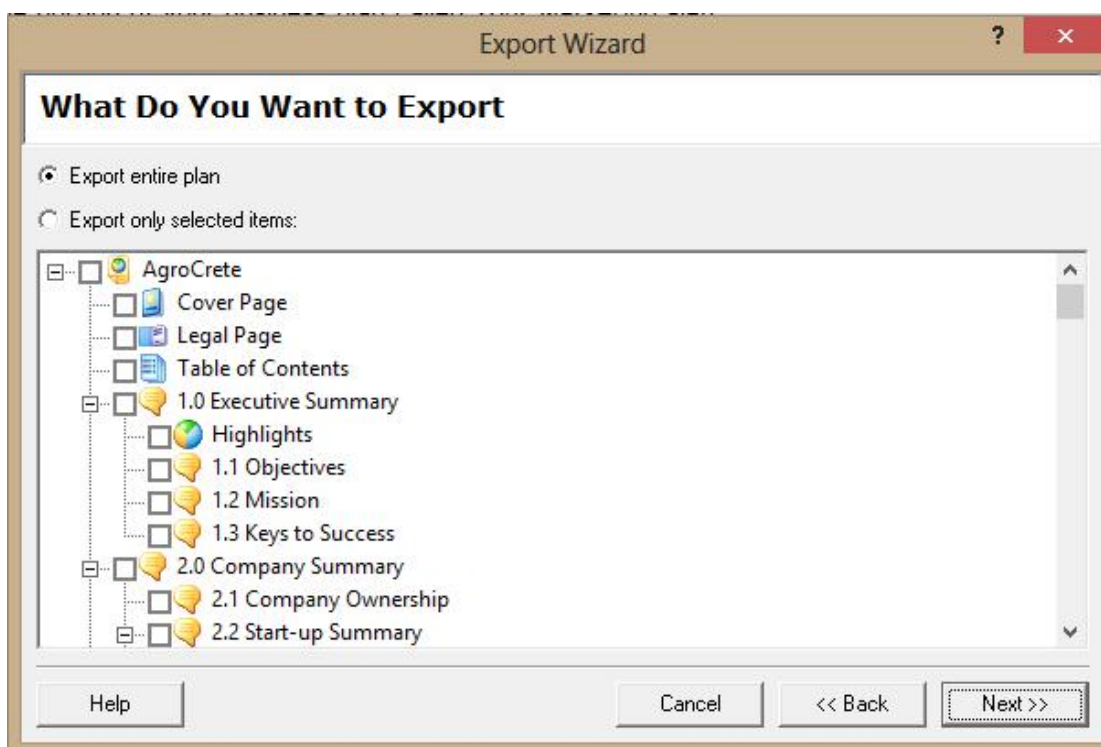 Export Wizard
?
×
What Do You Want to Export
Export entire plan
Export only selected items:
AgroCrete
Cover Page
Legal Page
Table of Contents
1.0 Executive Summary
Highlights
1.1 Objectives
1.2 Mission
1.3 Keys to Success
2.0 Company Summary
2.1 Company Ownership
2.2 Start-up Summary
Help
Cancel
<< Back
Next >>